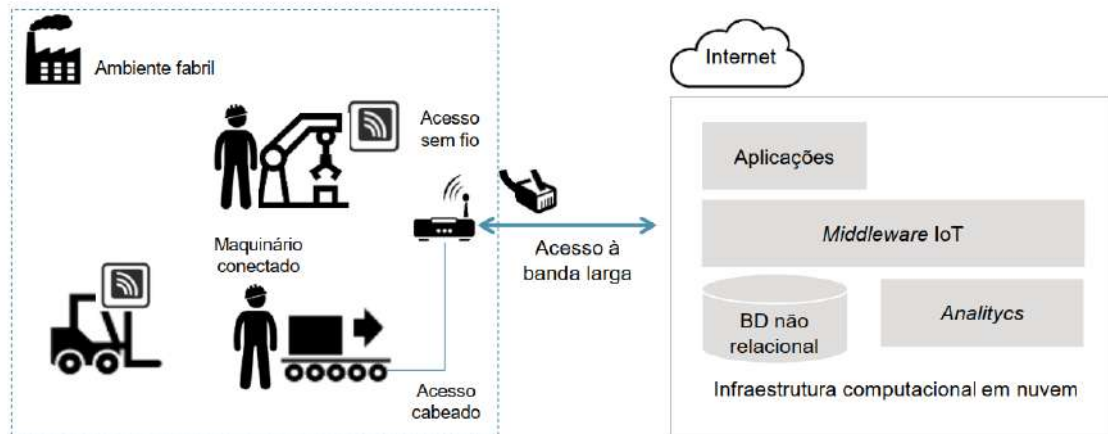 Ambiente fabril
Acesso
sem fio
Maquinário
conectado
Acesso
cabeado
Acesso à
banda larga
Internet
Aplicações
Middleware IoT
BD não
relacional
Analitycs
Infraestrutura computacional em nuvem